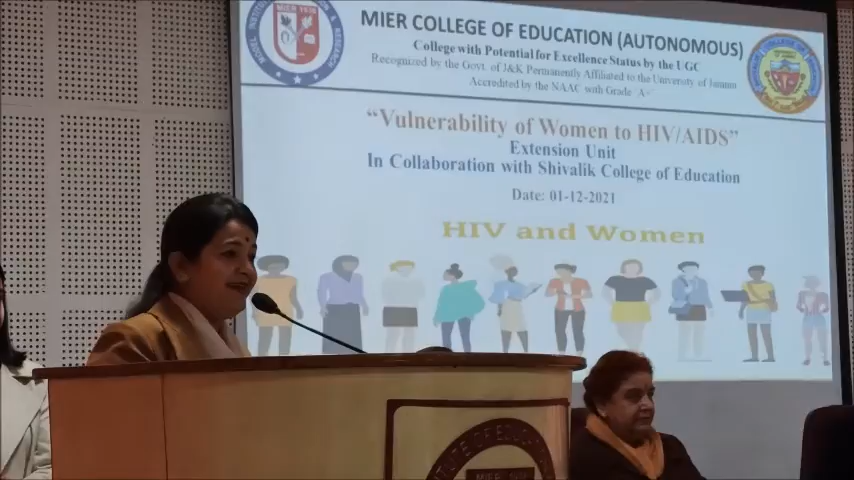 MIER COLLEGE OF EDUCATION (AUTONOMOUS)
College with Potential for Excellence Status by the UGC
Recognized by the Govt. of J&K Permanently Affiliated to the University of Jammu
Accredited by the NAAC with Grade A+
"Vulnerability of Women to HIV/AIDS"
Extension Unit
In Collaboration with Shivalik College of Education
Date: 01-12-2021
HIV and Women